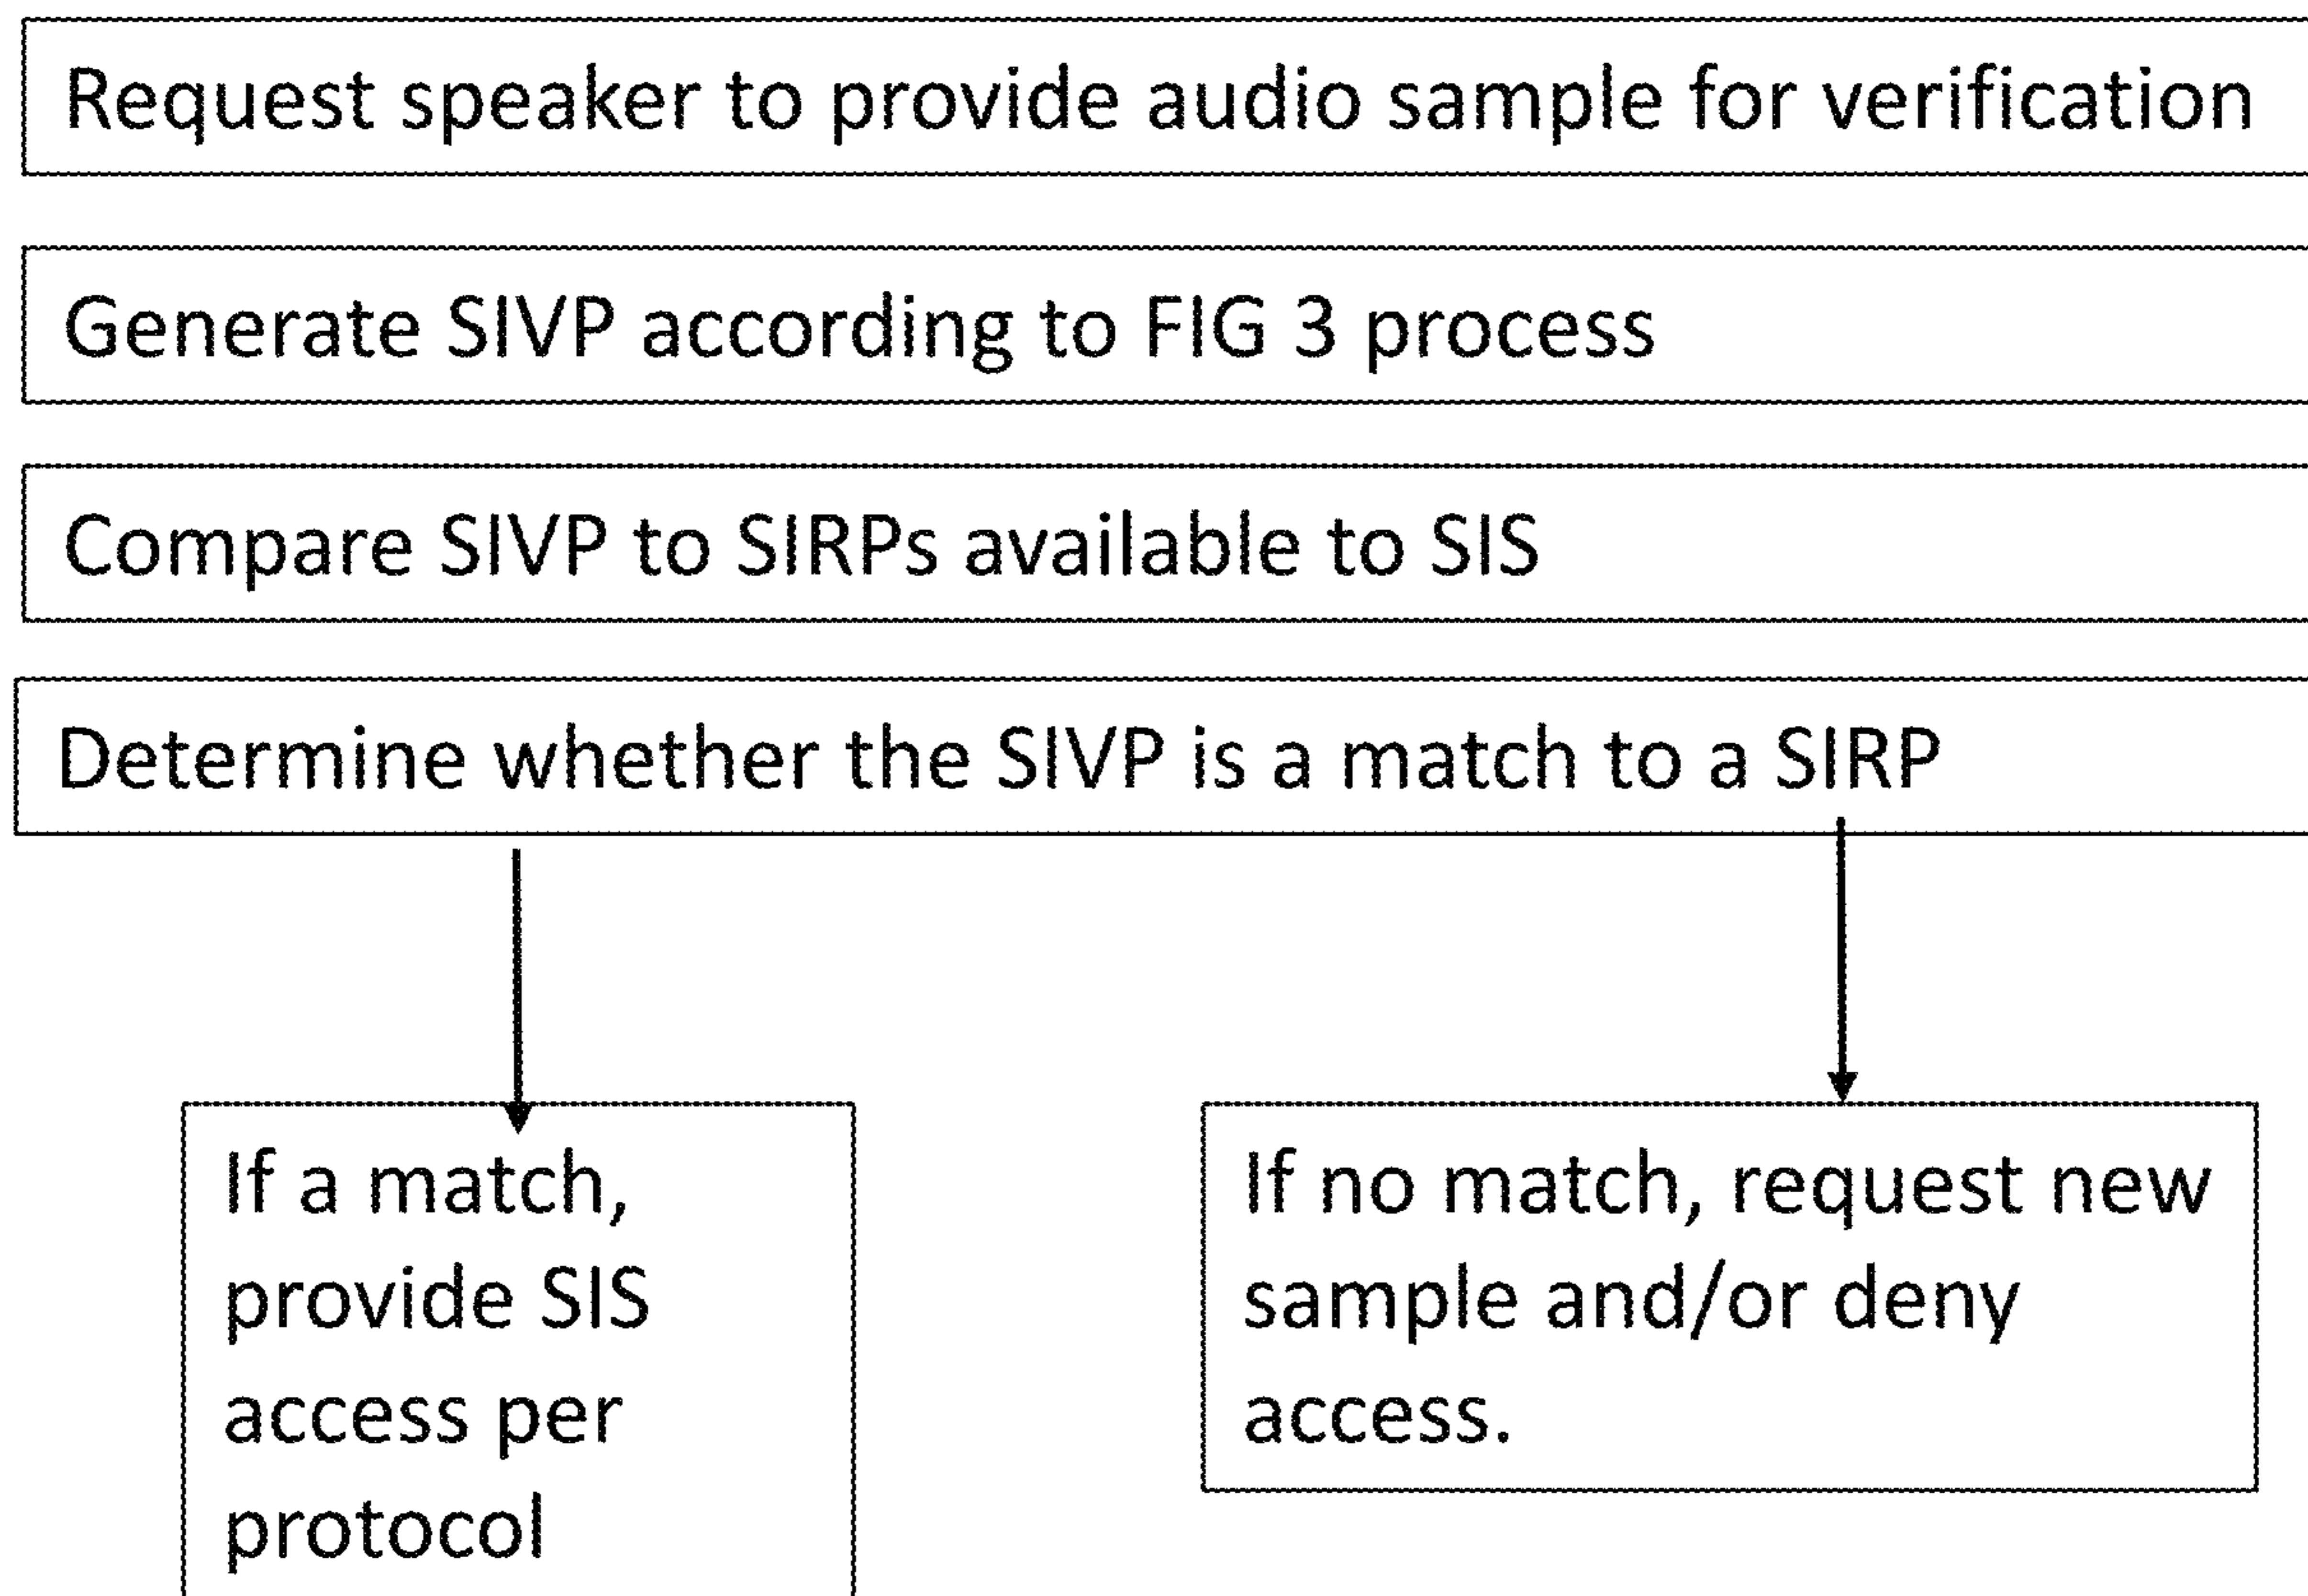 Request speaker to provide audio sample for verification
Generate SIVP according to FIG 3 process
Compare SIVP to SIRPs available to SIS
Determine whether the SIVP is a match to a SIRP
If a match,
provide SIS
access per
protocol
If no match, request new
sample and/or deny
access.